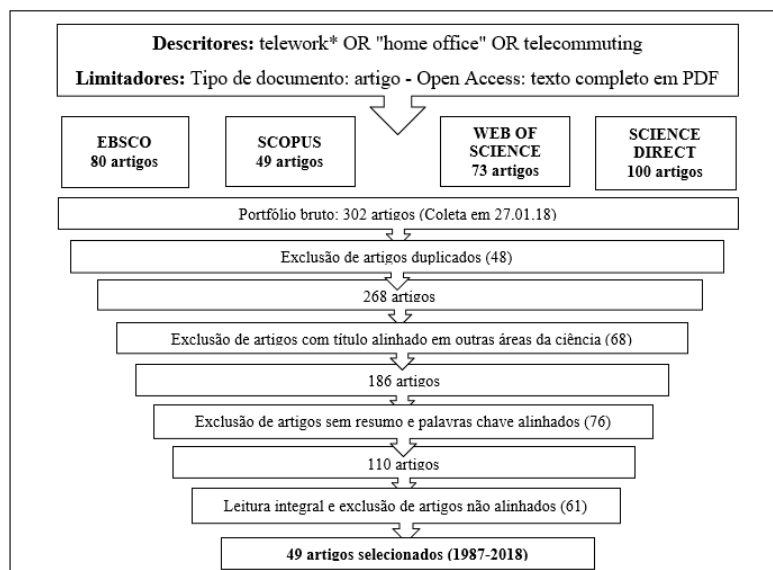 Descritores: telework* OR "home office" OR telecommuting
Limitadores: Tipo de documento: artigo - Open Access: texto completo em PDF
EBSCO
80 artigos
SCOPUS
49 artigos
WEB OF
SCIENCE
73 artigos
SCIENCE
DIRECT
100 artigos
Portfólio bruto: 302 artigos (Coleta em 27.01.18)
Exclusão de artigos duplicados (48)
268 artigos
Exclusão de artigos com título alinhado em outras áreas da ciência (68)
186 artigos
Exclusão de artigos sem resumo e palavras chave alinhados (76)
110 artigos
Leitura integral e exclusão de artigos não alinhados (61)
49 artigos selecionados (1987-2018)